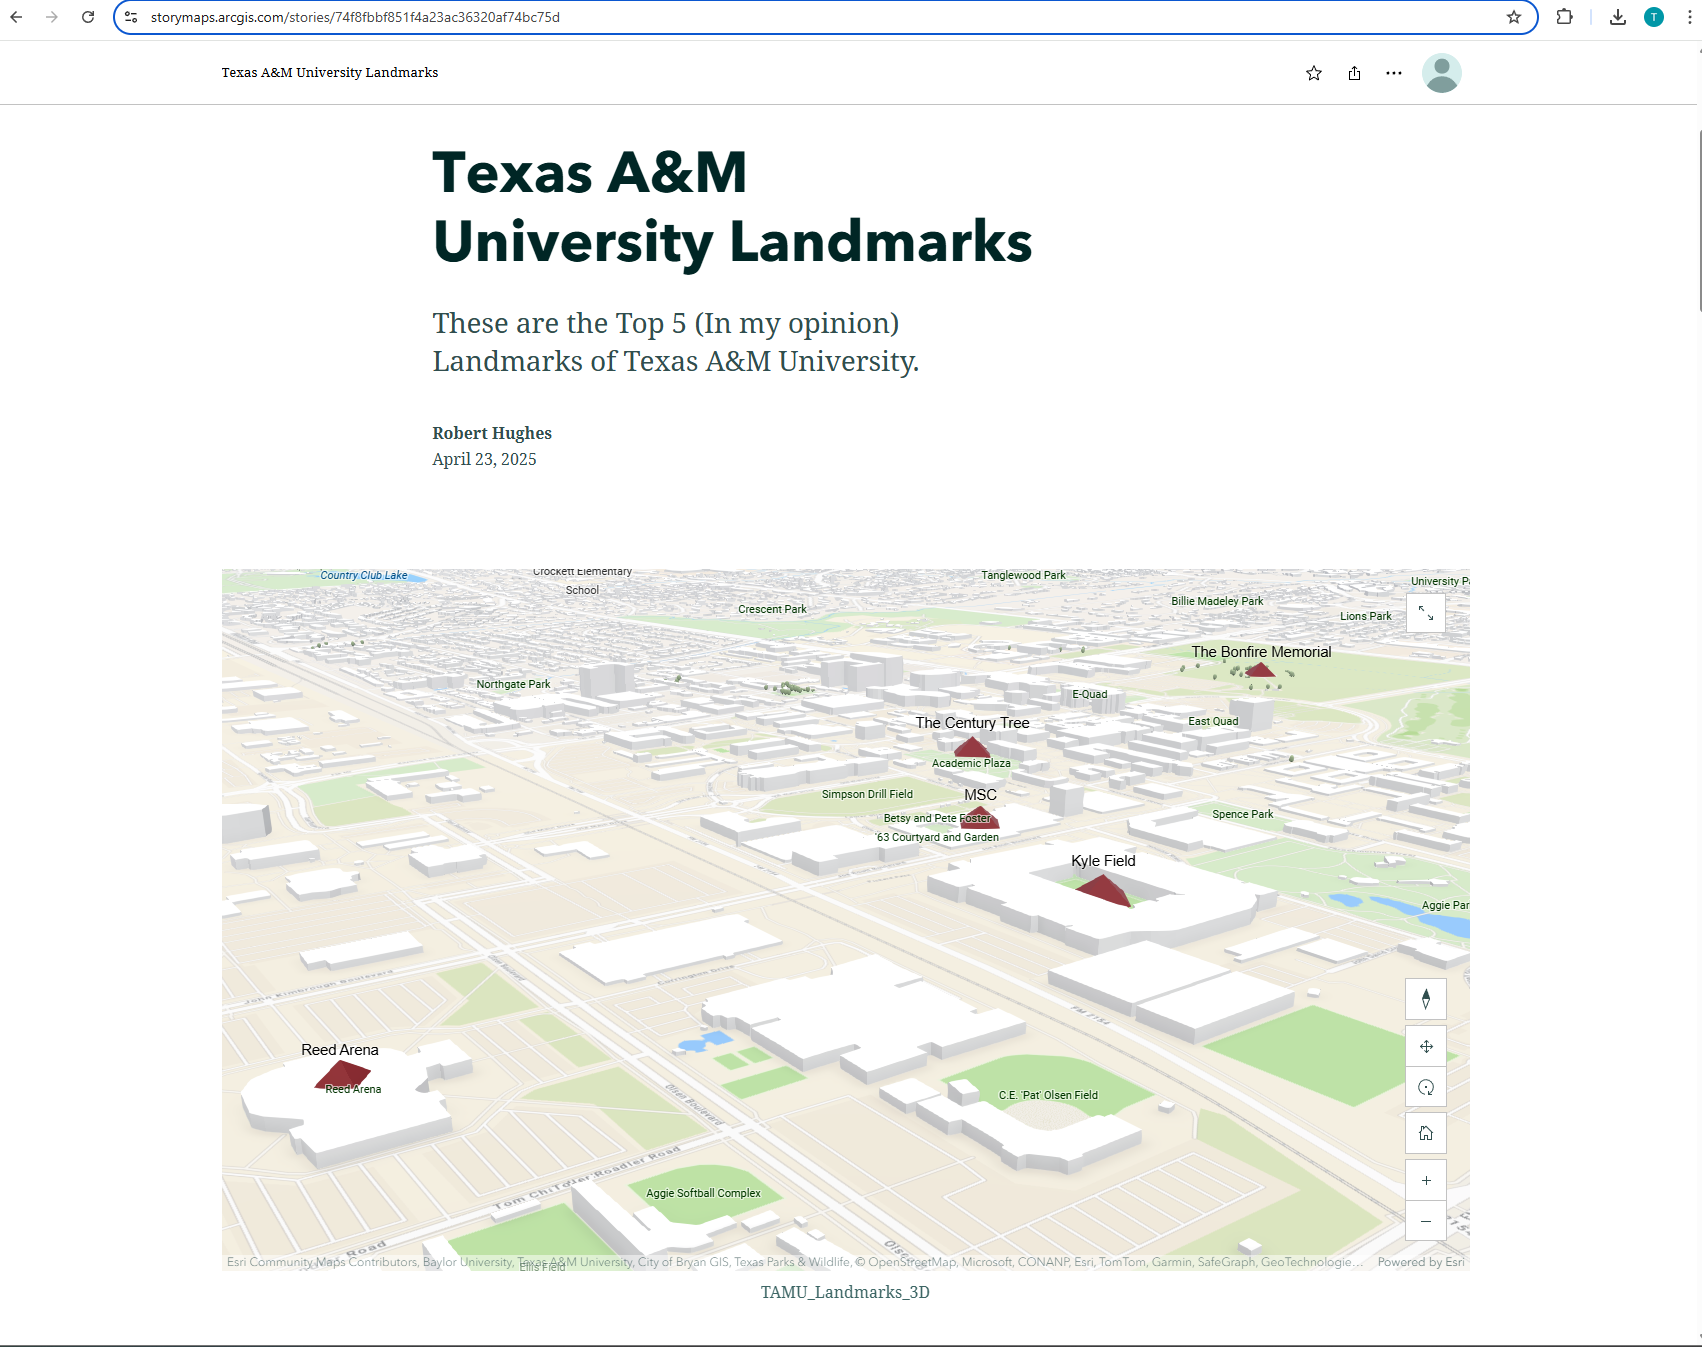 storymaps.arcgis.com/stories/74f8fbbf851f4a23ac36320af74bc75d
T
Texas A&M University Landmarks
Texas A&M
University Landmarks
These are the Top 5 (In my opinion)
Landmarks of Texas A&M University.
Robert Hughes
April 23, 2025
Country Club Lake
Crockett Elementary
School
Tanglewood Park
University P
Crescent Park
Billie Madeley Park
Lions Park
The Bonfire Memorial
Northgate Park
E-Quad
The Century Tree
East Quad
Academic Plaza
Simpson Drill Field
MSC
Betsy and Pete Foster
'63 Courtyard and Garden
Spence Park
Kyle Field
Aggie Par
John Kimbrough Boulevard
FM 2154
Reed Arena
Reed Arena
C.E. 'Pat' Olsen Field
Olsen Boulevard
Aggie Softball Complex
Road
Ellis Field
Esri Community Maps Contributors, Baylor University, Texas A&M University, City of Bryan GIS, Texas Parks & Wildlife, © OpenStreetMap, Microsoft, CONANP, Esri, TomTom, Garmin, SafeGraph, GeoTechnologie...
Powered by Esri
TAMU_Landmarks_3D